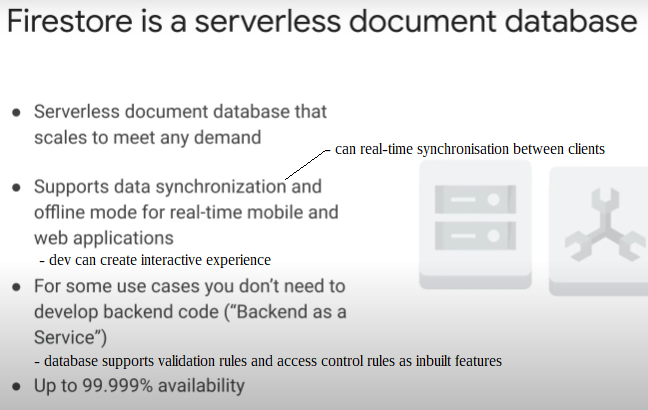 Firestore is a serverless document database
● Serverless document database that
scales to meet any demand
- can real-time synchronisation between clients
● Supports data synchronization and
offline mode for real-time mobile and
web applications
- dev can create interactive experience
● For some use cases you don't need to
develop backend code (“Backend as a
Service”)
- database supports validation rules and access control rules as inbuilt features
● Up to 99.999% availability